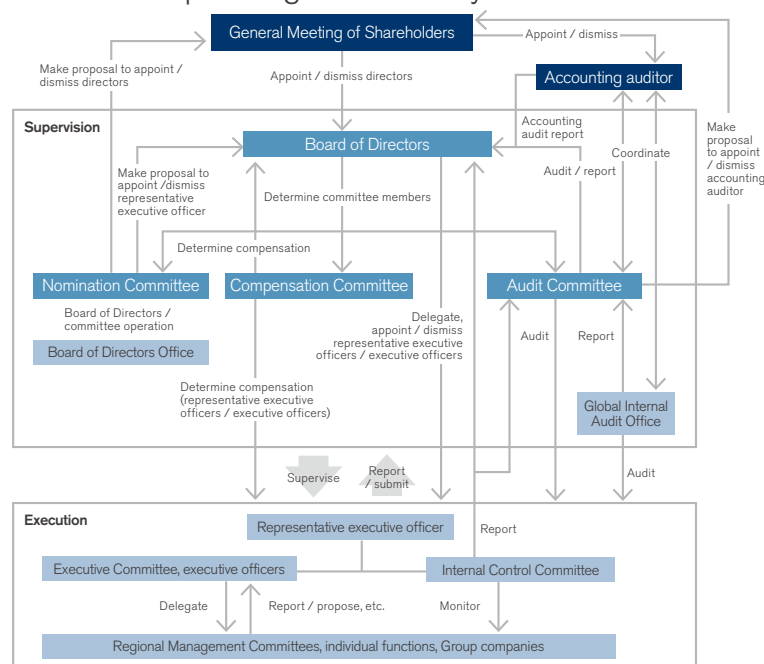 General Meeting of Shareholders
Appoint / dismiss
Make proposal to appoint /
dismiss directors
Appoint / dismiss directors
Accounting auditor
Supervision
Accounting
audit report
Make
proposal
to appoint
/ dismiss
accounting
auditor
Board of Directors
Coordinate
Make proposal to
appoint /dismiss
representative
executive officer
Audit / report
Determine committee members
Determine compensation
Nomination Committee
Compensation Committee
Audit Committee
Board of Directors /
committee operation
Board of Directors Office
Delegate,
appoint / dismiss
representative executive
officers / executive officers
Audit
Report
Determine compensation
(representative executive
officers / executive officers)
Global Internal
Audit Office
Supervise
Report
/ submit
Audit
Execution
Representative executive officer
Report
Executive Committee, executive officers
Internal Control Committee
Delegate
Report / propose, etc.
Monitor
Regional Management Committees, individual functions, Group companies